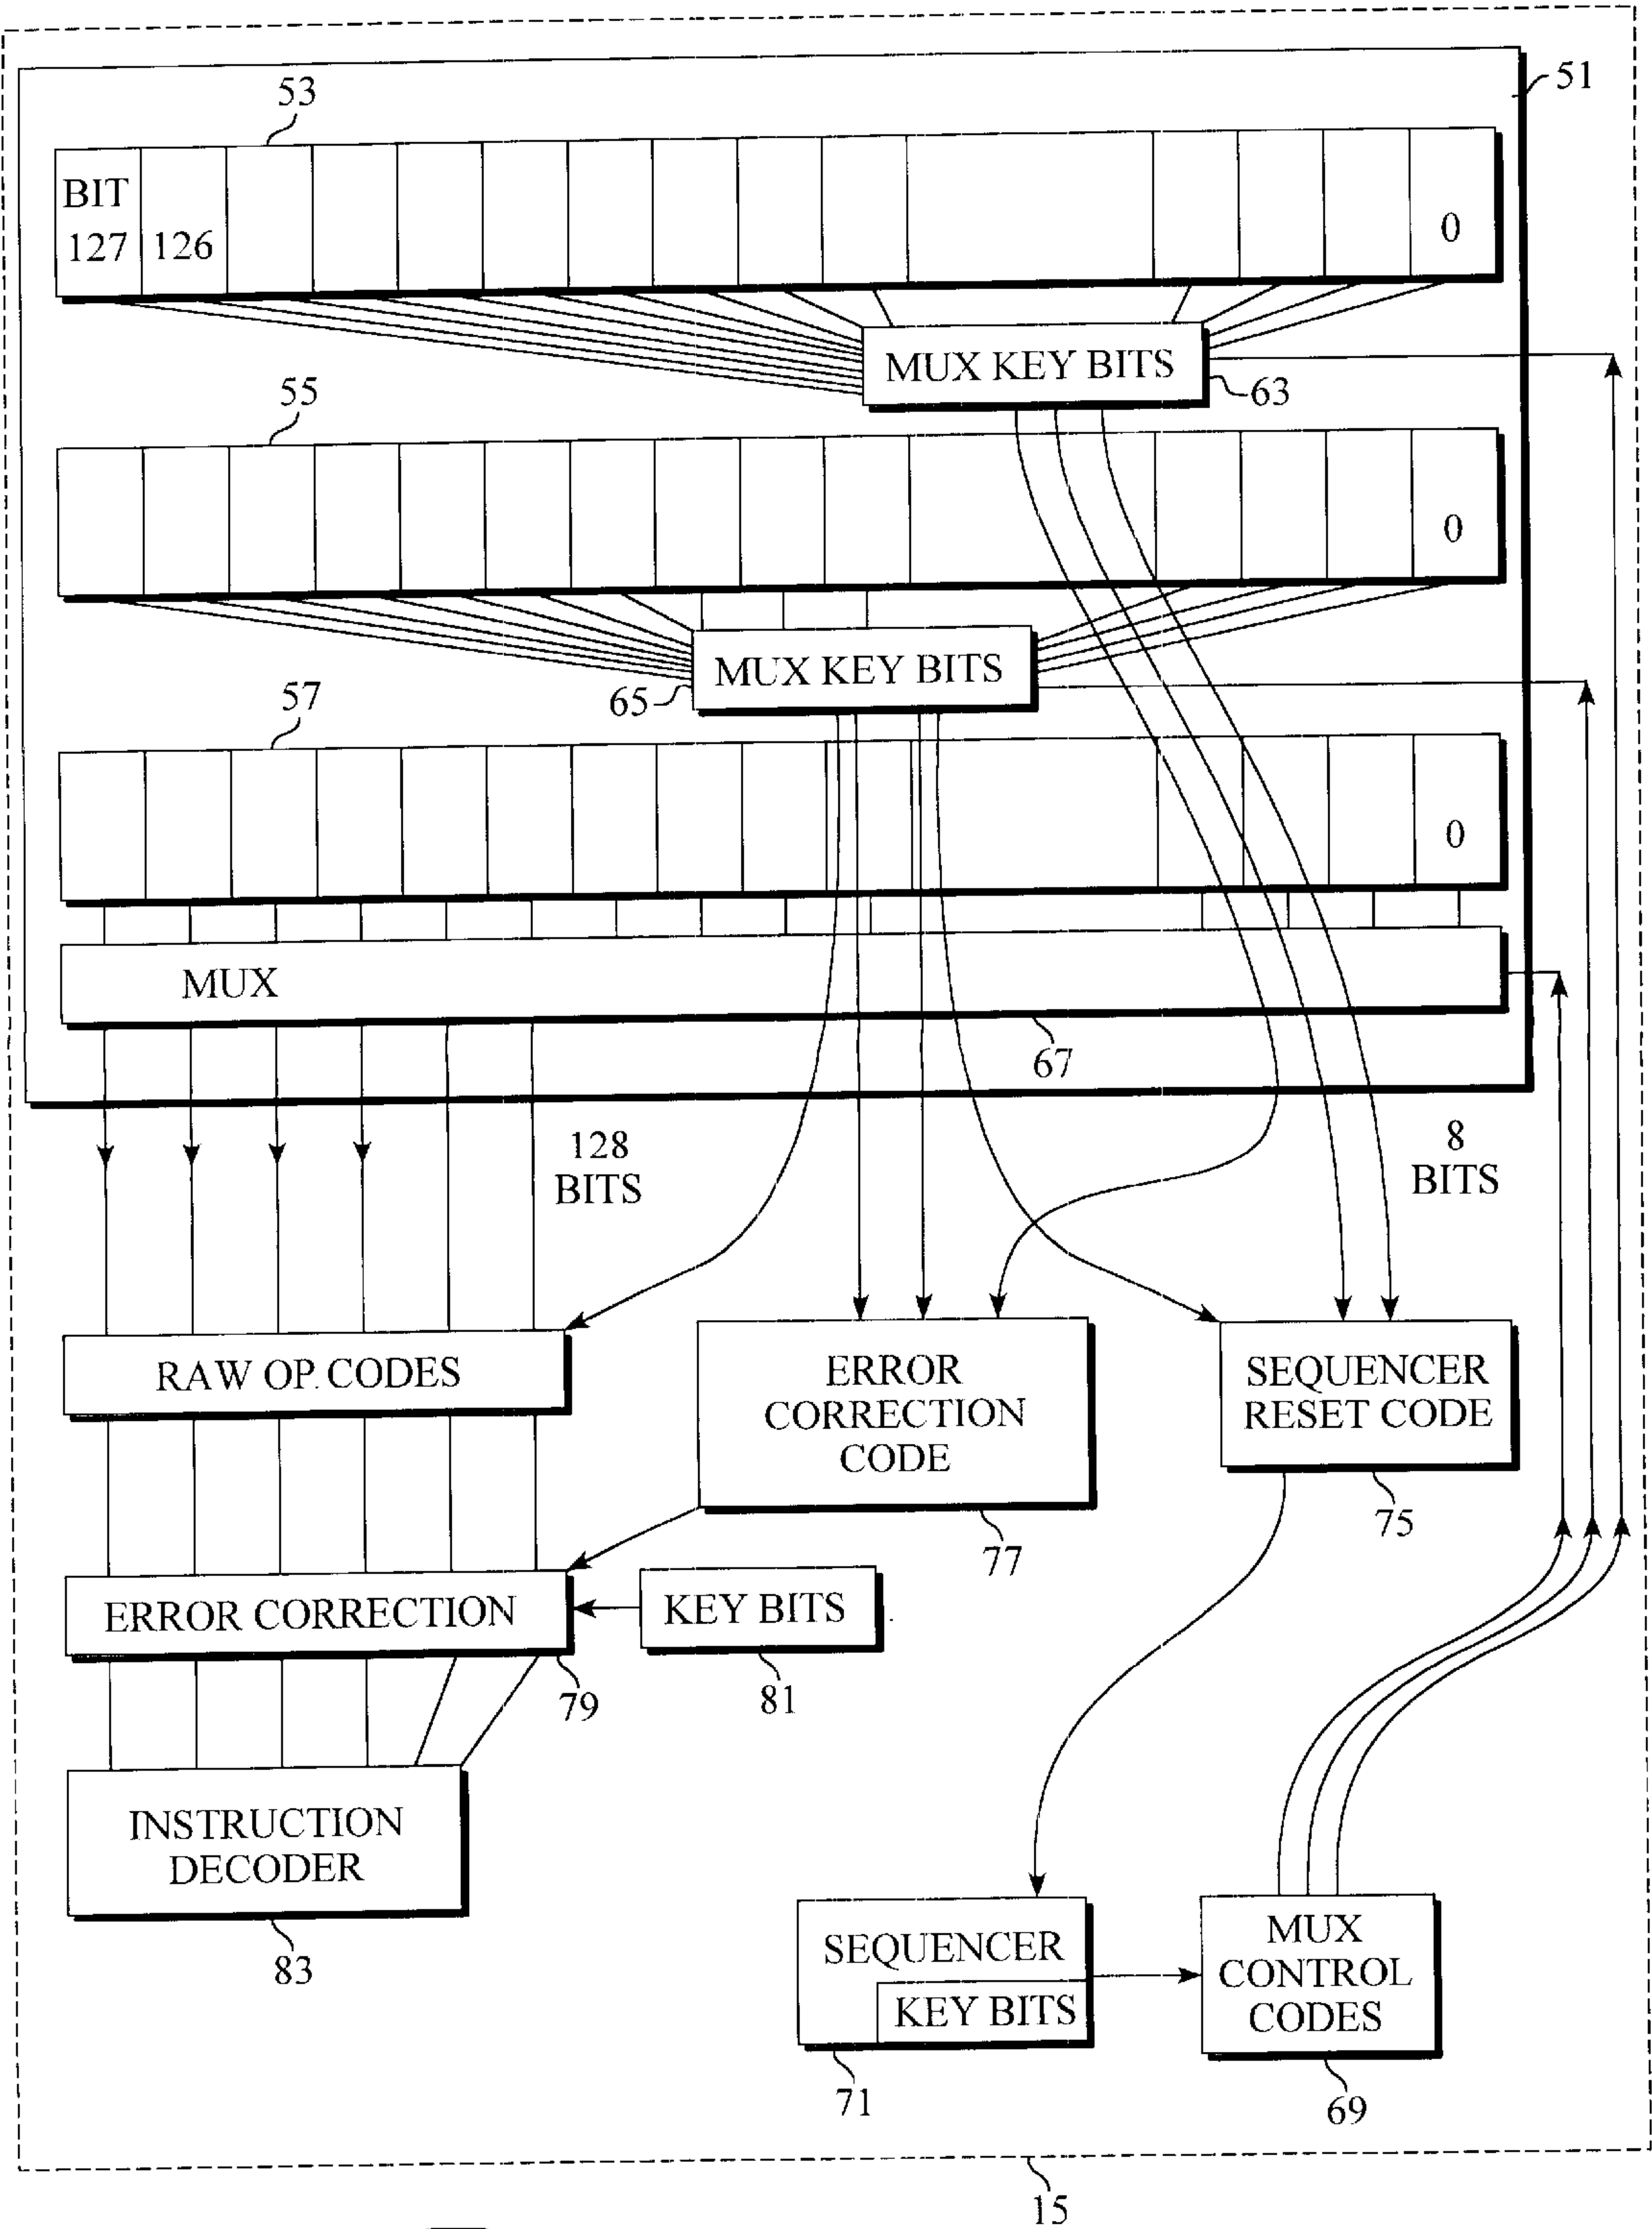 51
53
BIT
127 126 0
MUX KEY BITS
63
55
0
MUX KEY BITS
65
57
0
MUX
67
128
BITS
8
BITS
RAW OP. CODES
ERROR
CORRECTION
CODE
77
SEQUENCER
RESET CODE
75
ERROR CORRECTION
79
KEY BITS
81
INSTRUCTION
DECODER
83
SEQUENCER
KEY BITS
71
MUX
CONTROL
CODES
69
15